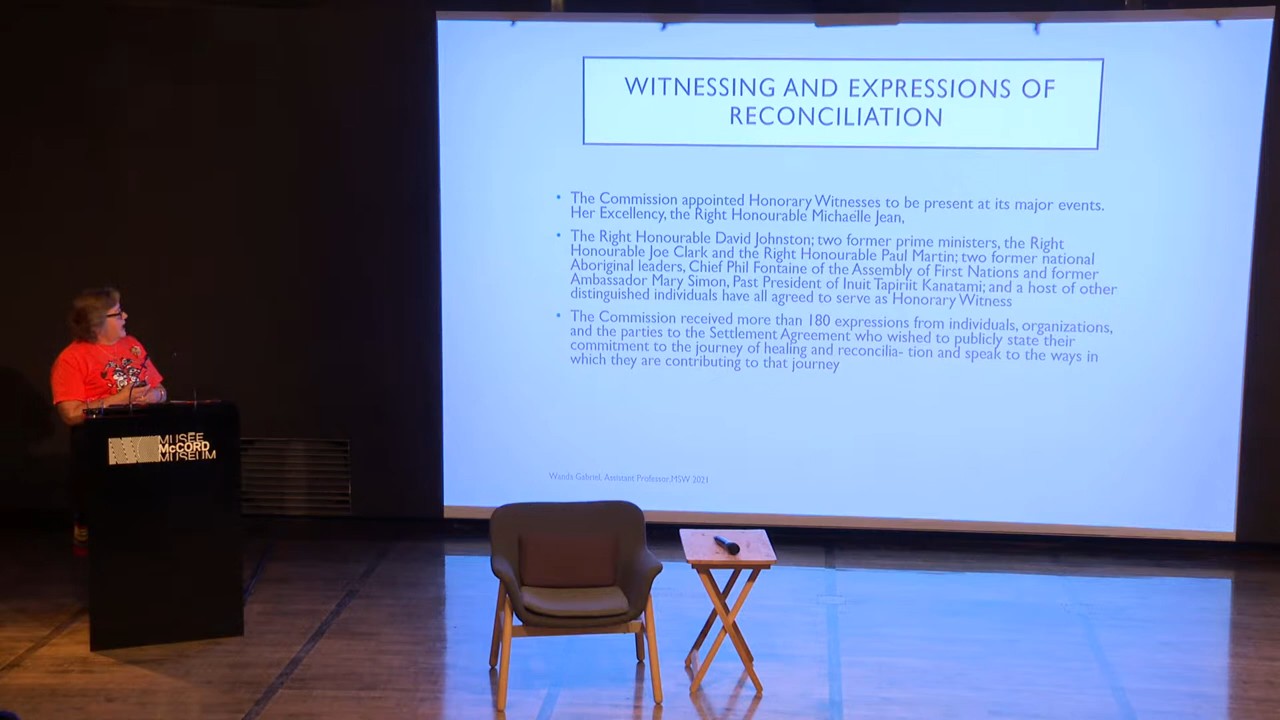 WITNESSING AND EXPRESSIONS OF
RECONCILIATION
• The Commission appointed Honorary Witnesses to be present at its major events.
Her Excellency, the Right Honourable Michaelle Jean,
• The Right Honourable David Johnston; two former prime ministers, the Right
Honourable Joe Clark and the Right Honourable Paul Martin; two former national
Aboriginal leaders, Chief Phil Fontaine of the Assembly of First Nations and former
Ambassador Mary Simon, Past President of Inuit Tapiriit Kanatami; and a host of other
distinguished individuals have all agreed to serve as Honorary Witness
• The Commission received more than 180 expressions from individuals, organizations,
and the parties to the Settlement Agreement who wished to publicly state their
commitment to the journey of healing and reconcilia- tion and speak to the ways in
which they are contributing to that journey
Wanda Gabriel, Assistant Professor MSW 2021
MUSÉE
McCORD
MUSEUM